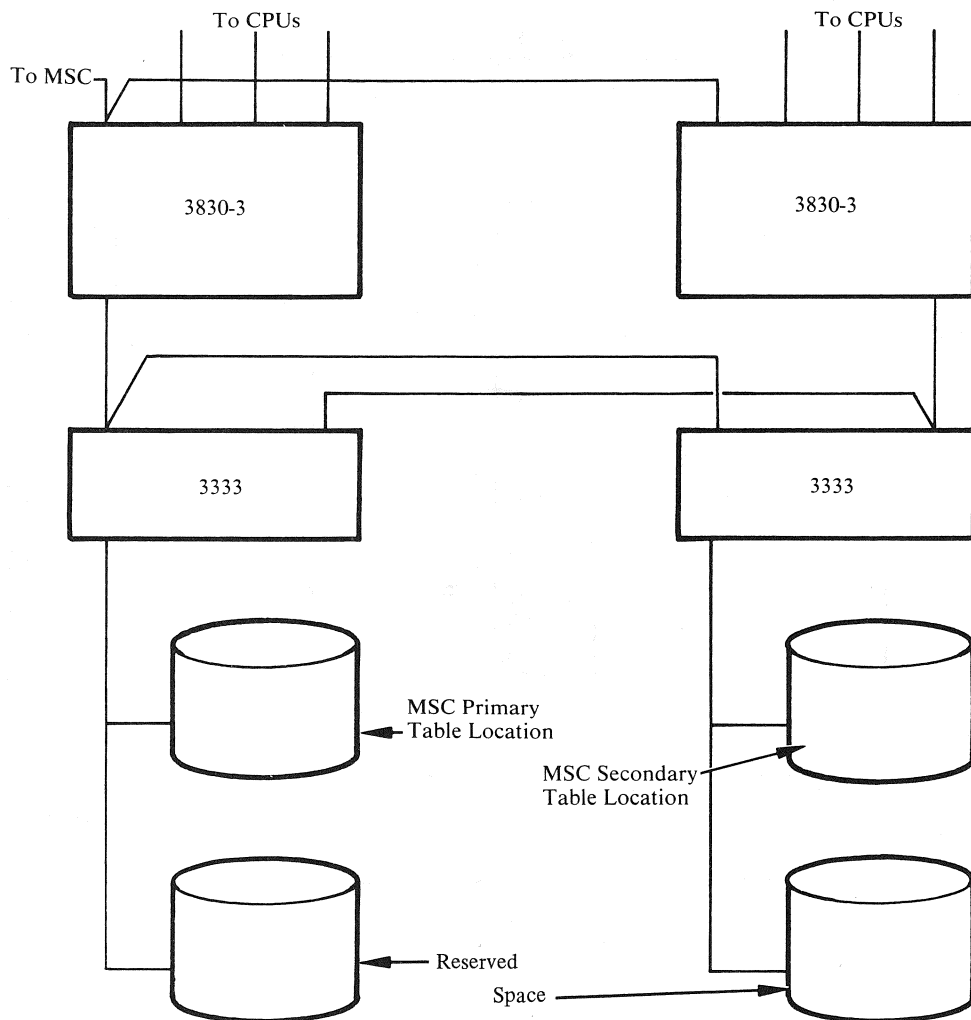 To CPUs
To CPUs
To MSC
3830-3
3830-3
3333
3333
MSC Primary
Table Location
MSC Secondary
Table Location
Reserved
Space